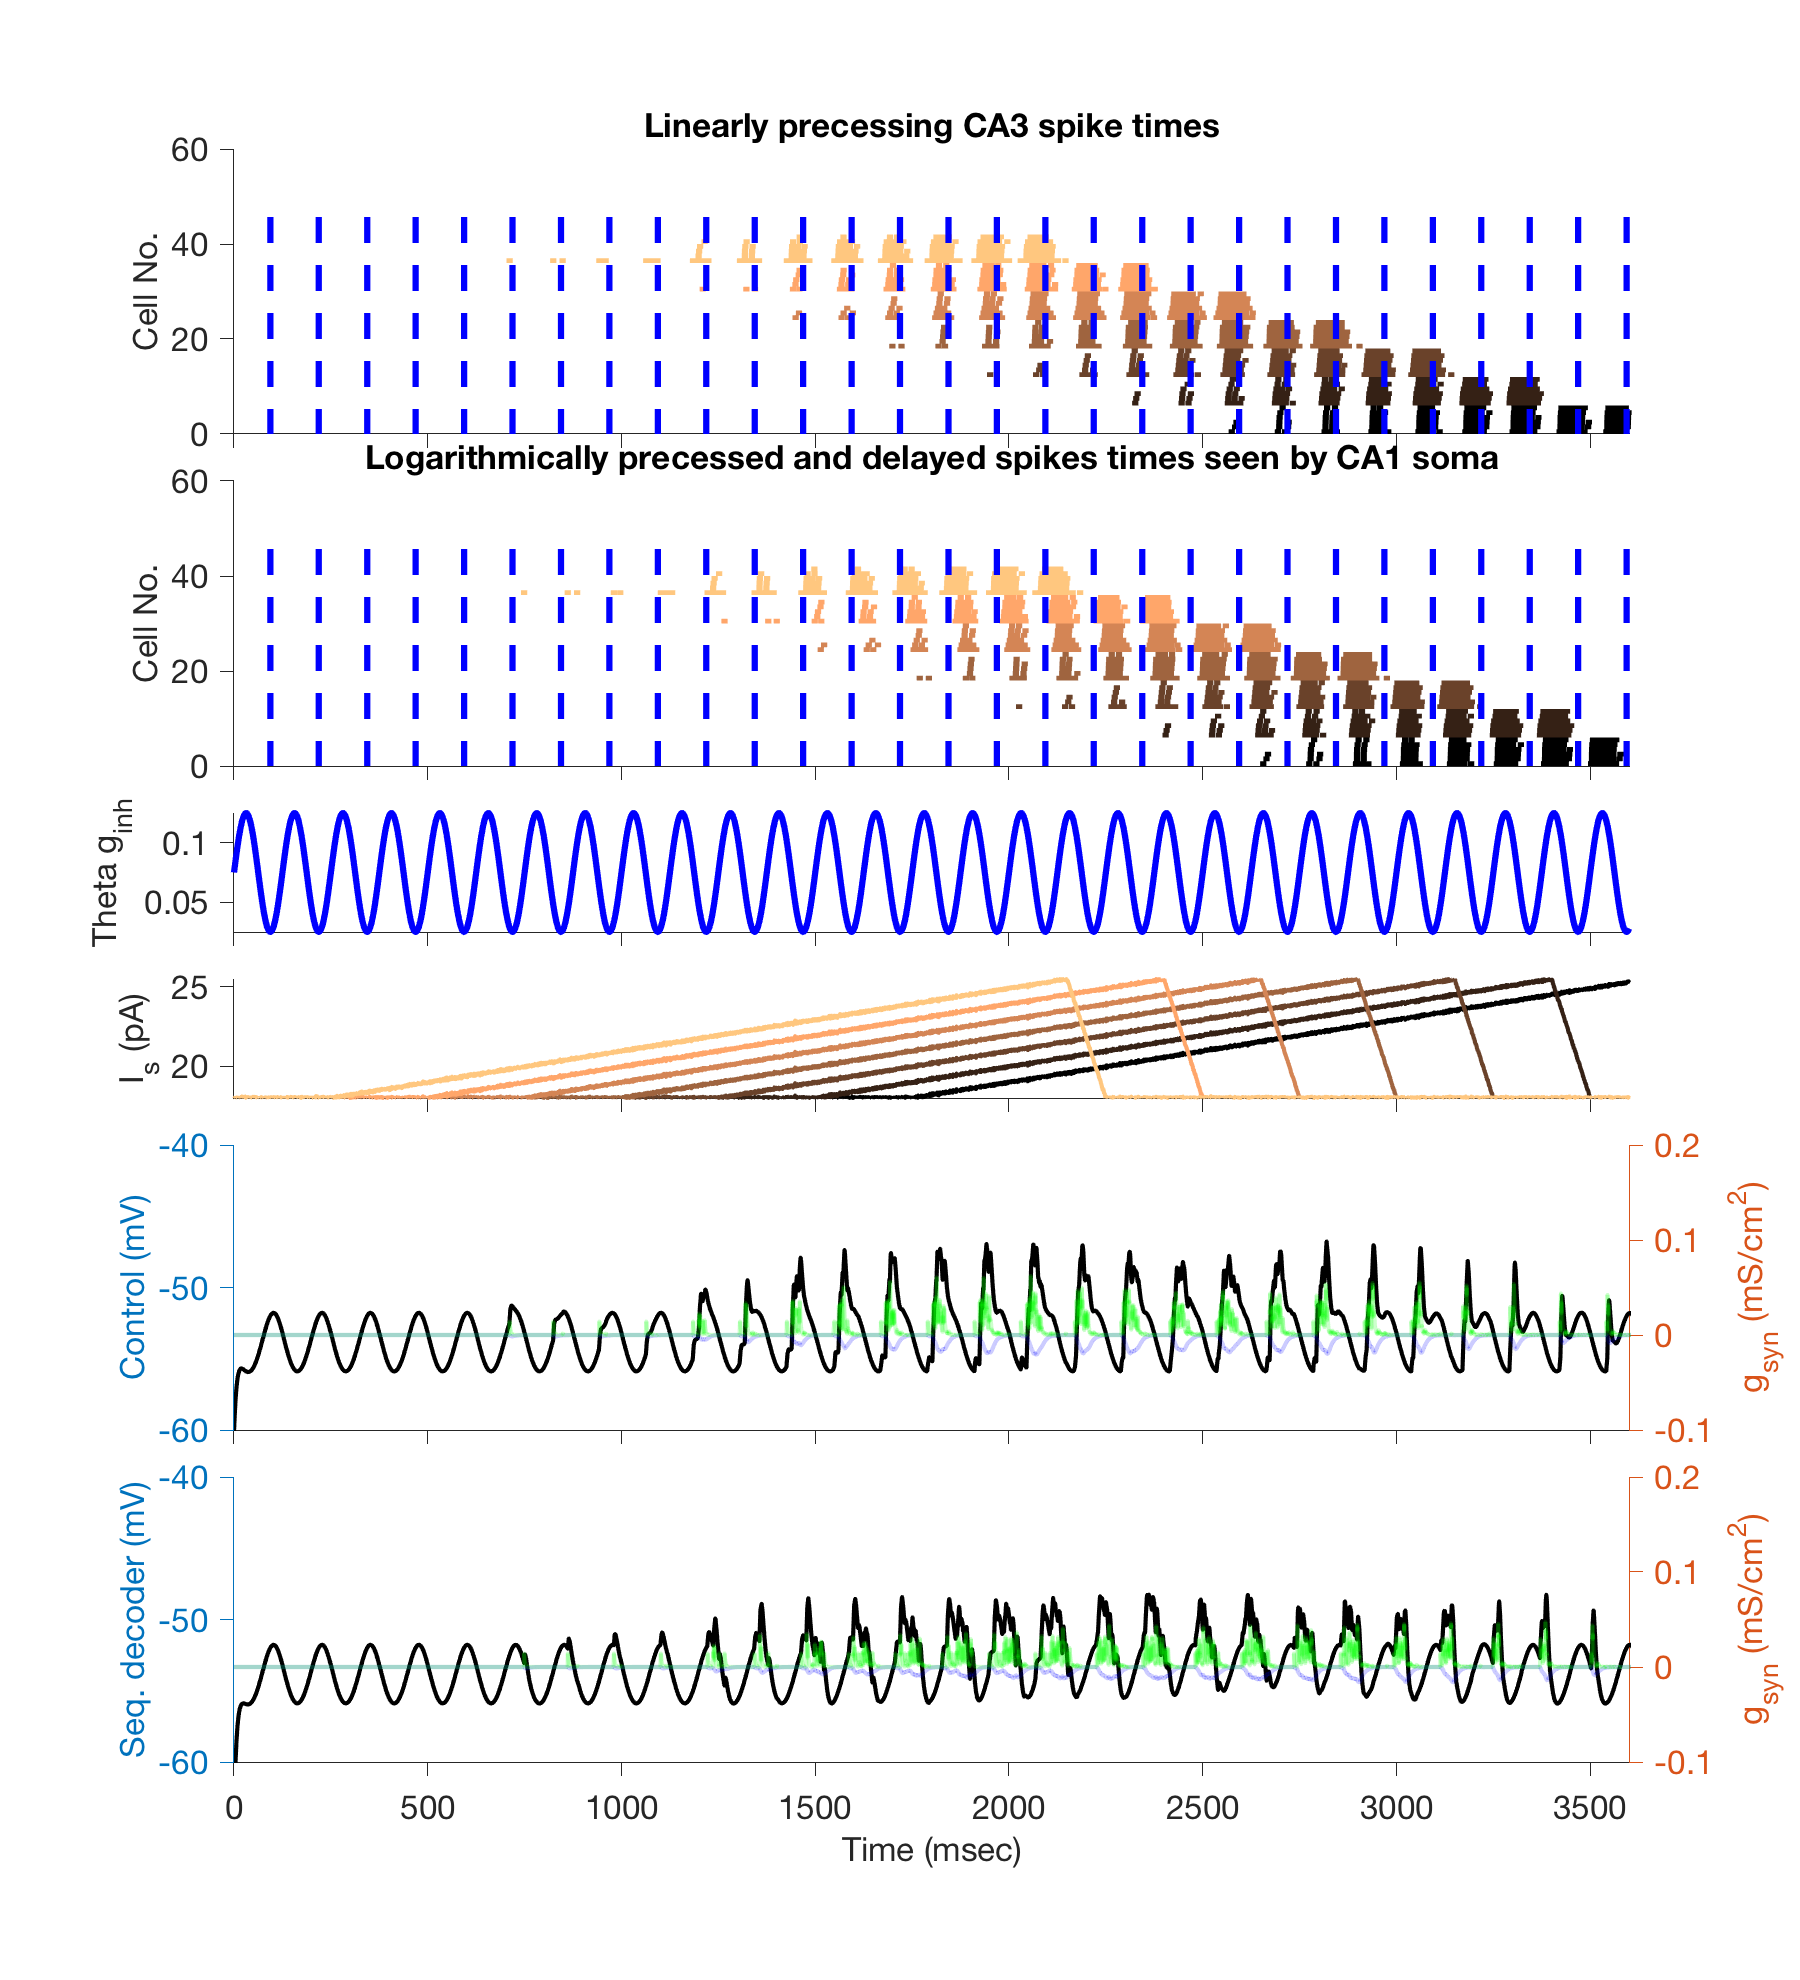 Linearly precessing CA3 spike times
60
40
20
0
Cell No.
Logarithmically precessed and delayed spikes times seen by CA1 soma
60
40
20
0
Cell No.
0.1
0.05
Theta g_inh
25
20
I_s (pA)
-40
-50
-60
Control (mV)
0.2
0.1
0
-0.1
g_syn (mS/cm²)
-40
-50
-60
Seq. decoder (mV)
0.2
0.1
0
-0.1
g_syn (mS/cm²)
0 500 1000 1500 2000 2500 3000 3500
Time (msec)